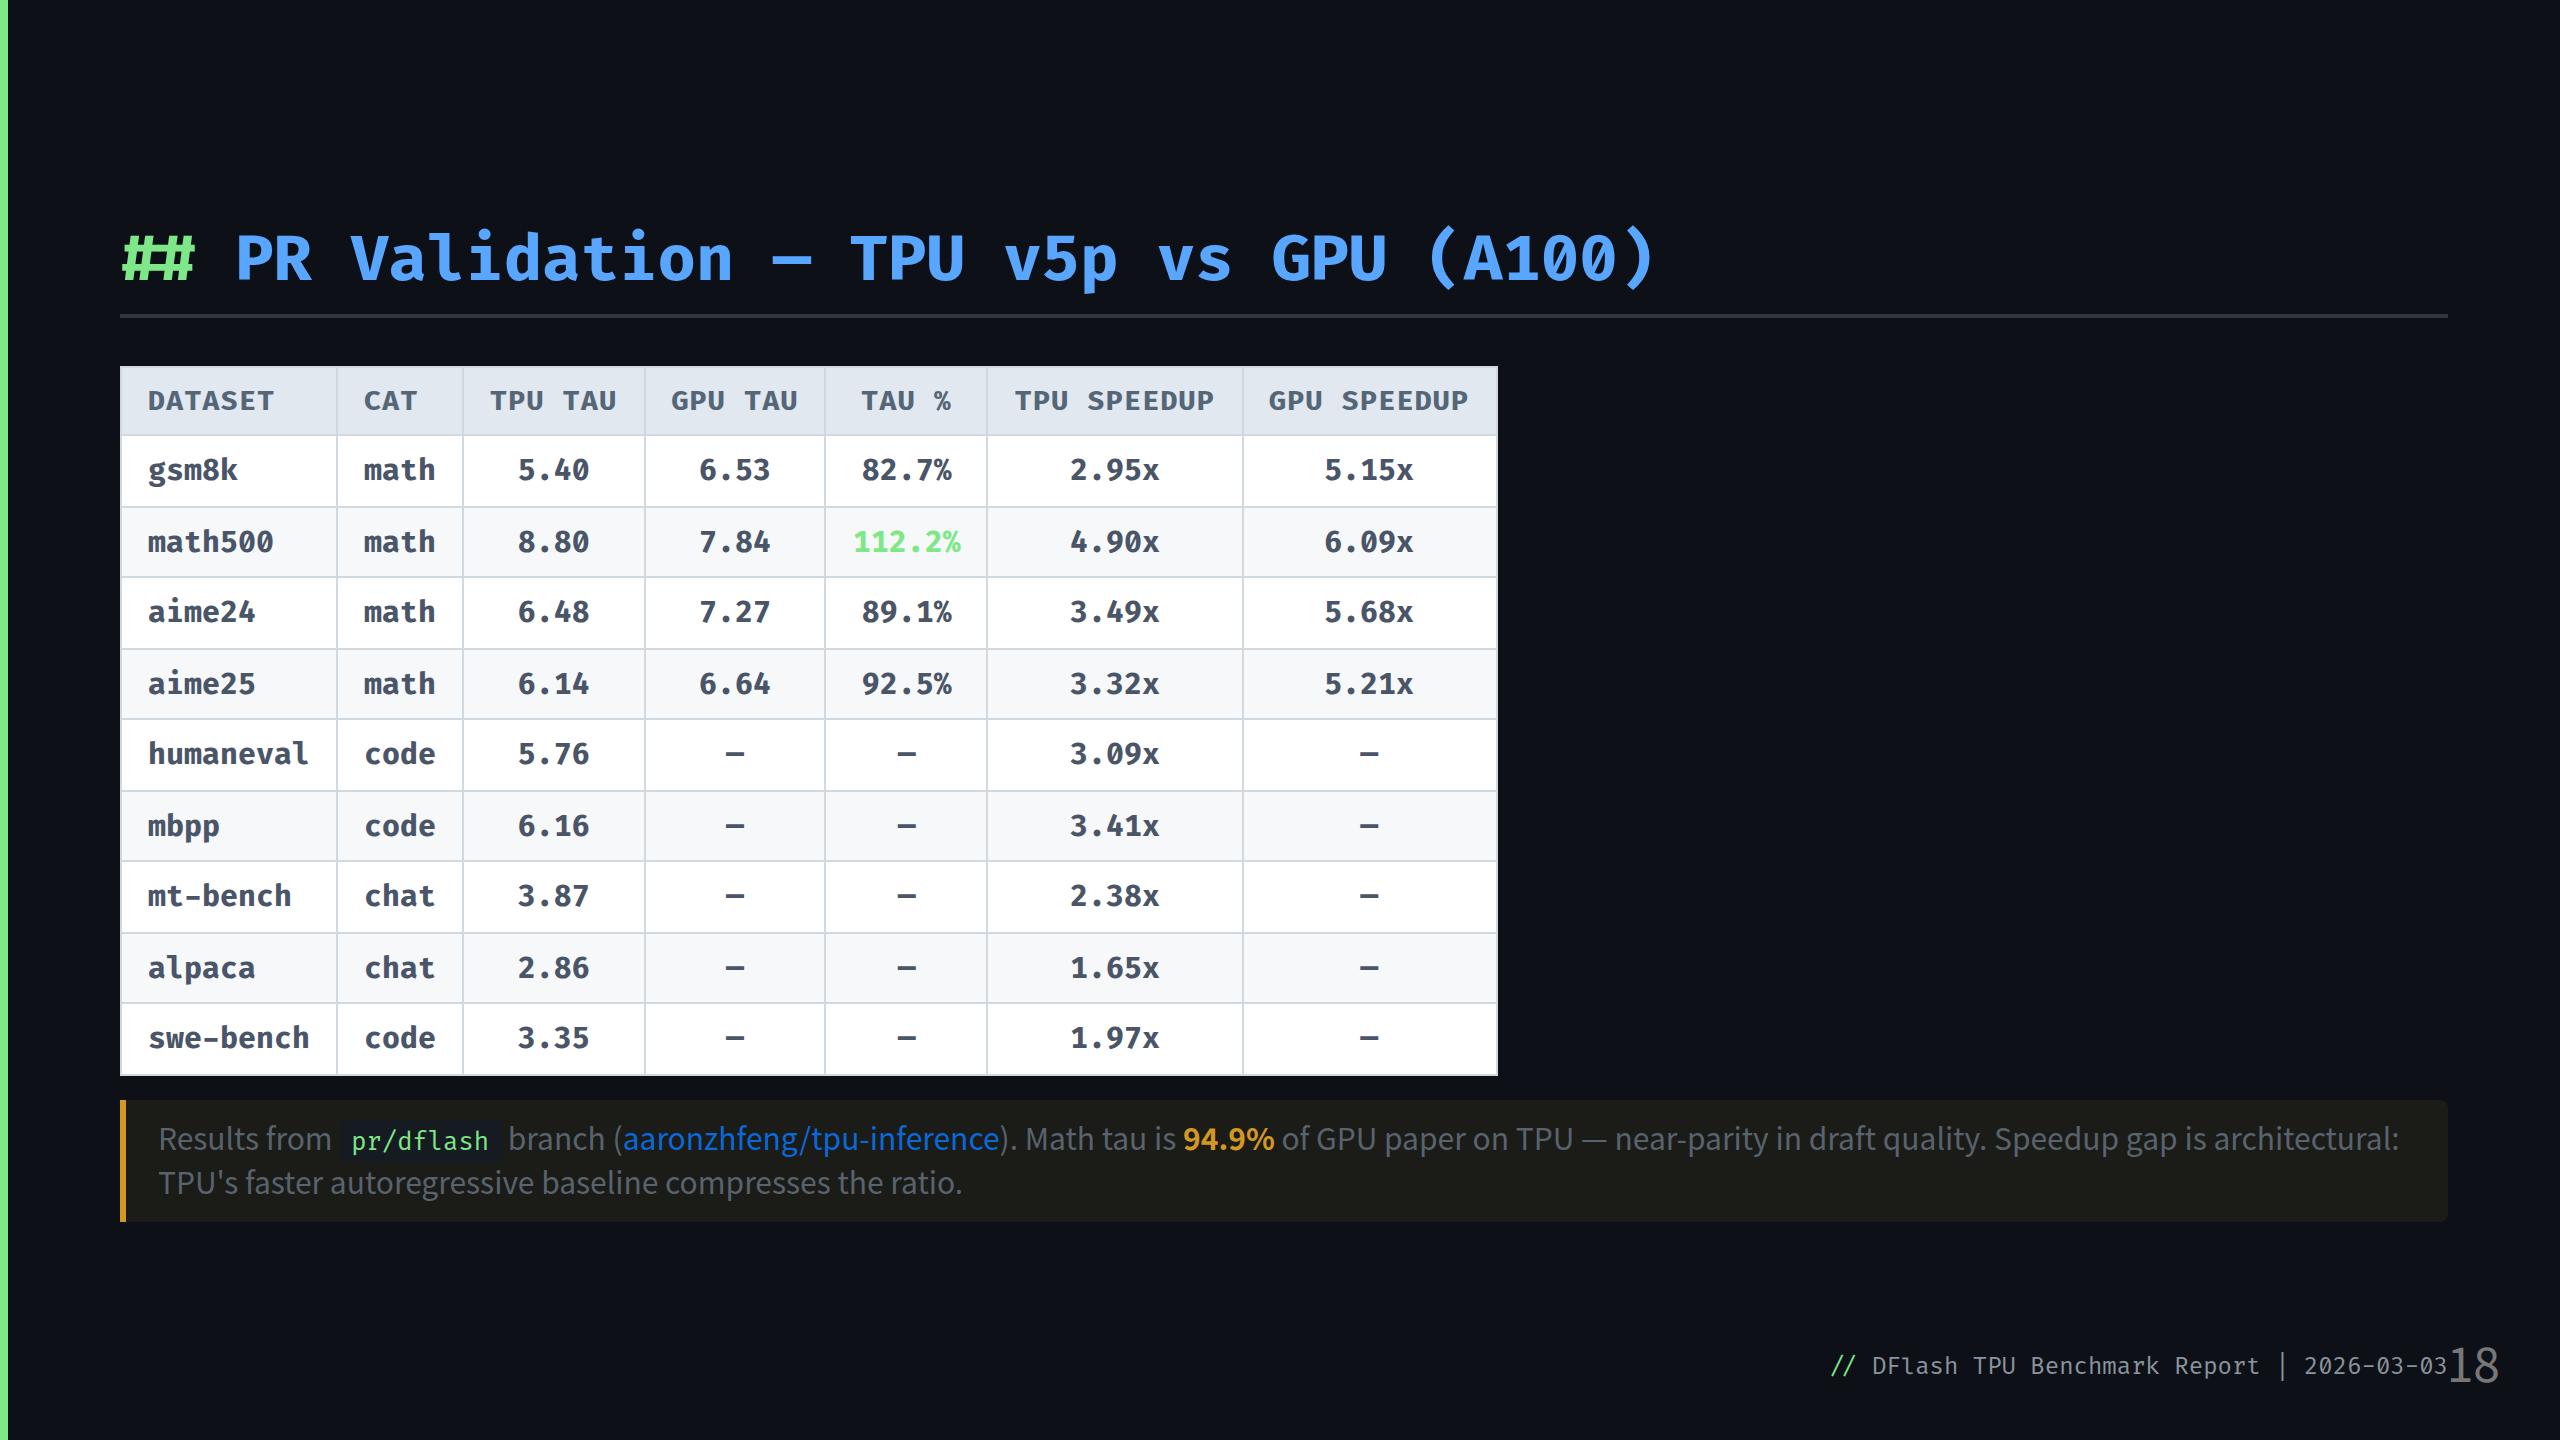 ## PR Validation — TPU v5p vs GPU (A100)
DATASET CAT TPU TAU GPU TAU TAU % TPU SPEEDUP GPU SPEEDUP
gsm8k math 5.40 6.53 82.7% 2.95x 5.15x
math500 math 8.80 7.84 112.2% 4.90x 6.09x
aime24 math 6.48 7.27 89.1% 3.49x 5.68x
aime25 math 6.14 6.64 92.5% 3.32x 5.21x
humaneval code 5.76 — — 3.09x —
mbpp code 6.16 — — 3.41x —
mt-bench chat 3.87 — — 2.38x —
alpaca chat 2.86 — — 1.65x —
swe-bench code 3.35 — — 1.97x —
Results from pr/dflash branch (aaronzhfeng/tpu-inference). Math tau is 94.9% of GPU paper on TPU — near-parity in draft quality. Speedup gap is architectural:
TPU's faster autoregressive baseline compresses the ratio.
// DFlash TPU Benchmark Report | 2026-03-03 18